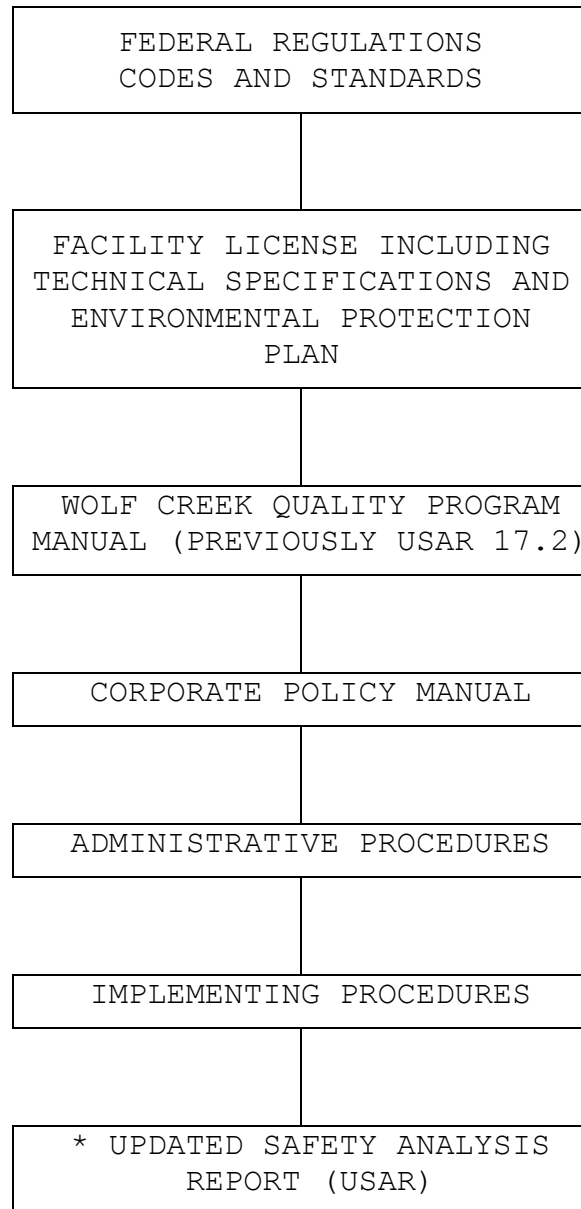 FEDERAL REGULATIONS
CODES AND STANDARDS
FACILITY LICENSE INCLUDING
TECHNICAL SPECIFICATIONS AND
ENVIRONMENTAL PROTECTION
PLAN
WOLF CREEK QUALITY PROGRAM
MANUAL (PREVIOUSLY USAR 17.2)
CORPORATE POLICY MANUAL
ADMINISTRATIVE PROCEDURES
IMPLEMENTING PROCEDURES
* UPDATED SAFETY ANALYSIS
REPORT (USAR)